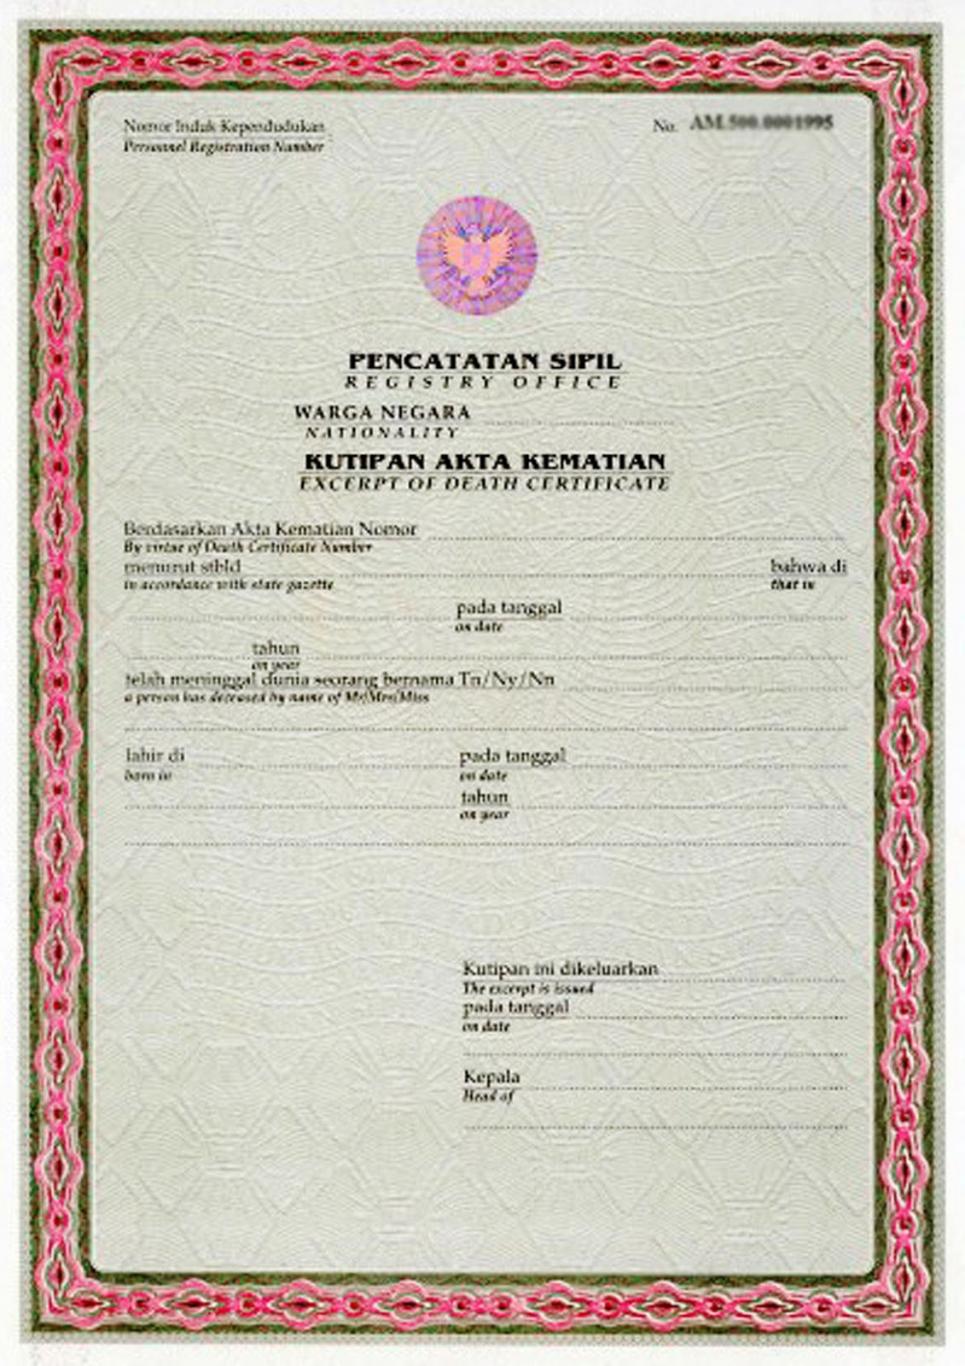 Nomor Induk Kependudukan
No. AM.500.0001995
Personnel Registration Number
PENCATATAN SIPIL
REGISTRY OFFICE
WARGA NEGARA
NATIONALITY
KUTIPAN AKTA KEMATIAN
EXCERPT OF DEATH CERTIFICATE
Berdasarkan Akta Kematian Nomor
By virtue of Death Certificate Number
menurut stbld bahwa di
in accordance with state gazette that in
pada tanggal
on date
tahun
on year
telah meninggal dunia seorang bernama Tn/Ny/Nn
a person has deceased by name of Mr/Mrs/Miss
lahir di pada tanggal
born in on date
tahun
on year
Kutipan ini dikeluarkan
The excerpt is issued
pada tanggal
on date
Kepala
Head of